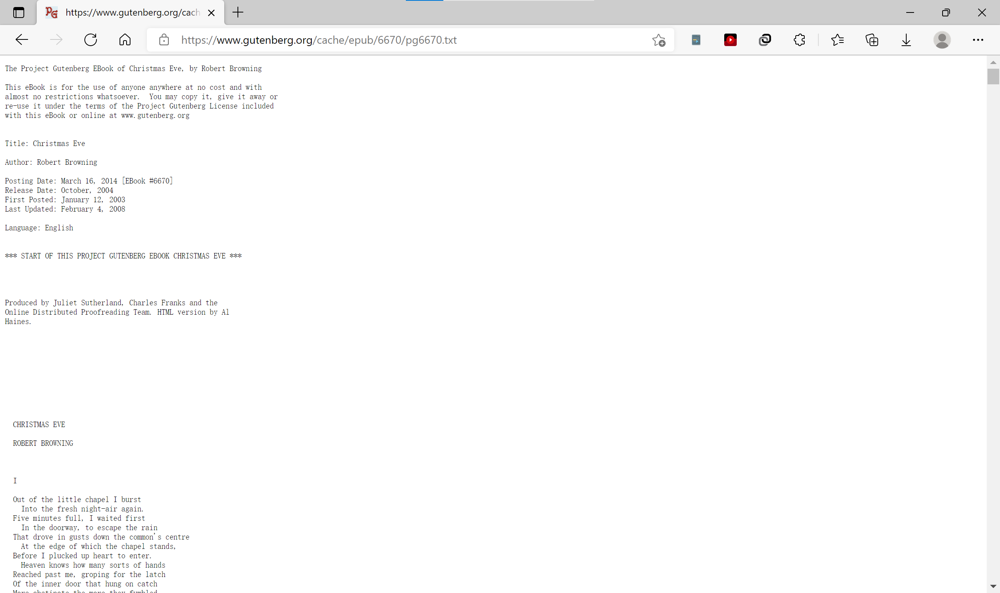 https://www.gutenberg.org/cach
https://www.gutenberg.org/cache/epub/6670/pg6670.txt
The Project Gutenberg EBook of Christmas Eve, by Robert Browning
This eBook is for the use of anyone anywhere at no cost and with
almost no restrictions whatsoever.  You may copy it, give it away or
re-use it under the terms of the Project Gutenberg License included
with this eBook or online at www.gutenberg.org
Title: Christmas Eve
Author: Robert Browning
Posting Date: March 16, 2014 [EBook #6670]
Release Date: October, 2004
First Posted: January 12, 2003
Last Updated: February 4, 2008
Language: English
*** START OF THIS PROJECT GUTENBERG EBOOK CHRISTMAS EVE ***
Produced by Juliet Sutherland, Charles Franks and the
Online Distributed Proofreading Team. HTML version by Al
Haines.
CHRISTMAS EVE
ROBERT BROWNING
I
Out of the little chapel I burst
Into the fresh night-air again.
Five minutes full, I waited first
In the doorway, to escape the rain
That drove in gusts down the common's centre
At the edge of which the chapel stands,
Before I plucked up heart to enter.
Heaven knows how many sorts of hands
Reached past me, groping for the latch
Of the inner door that hung on catch
More obstinate the more they fumbled,